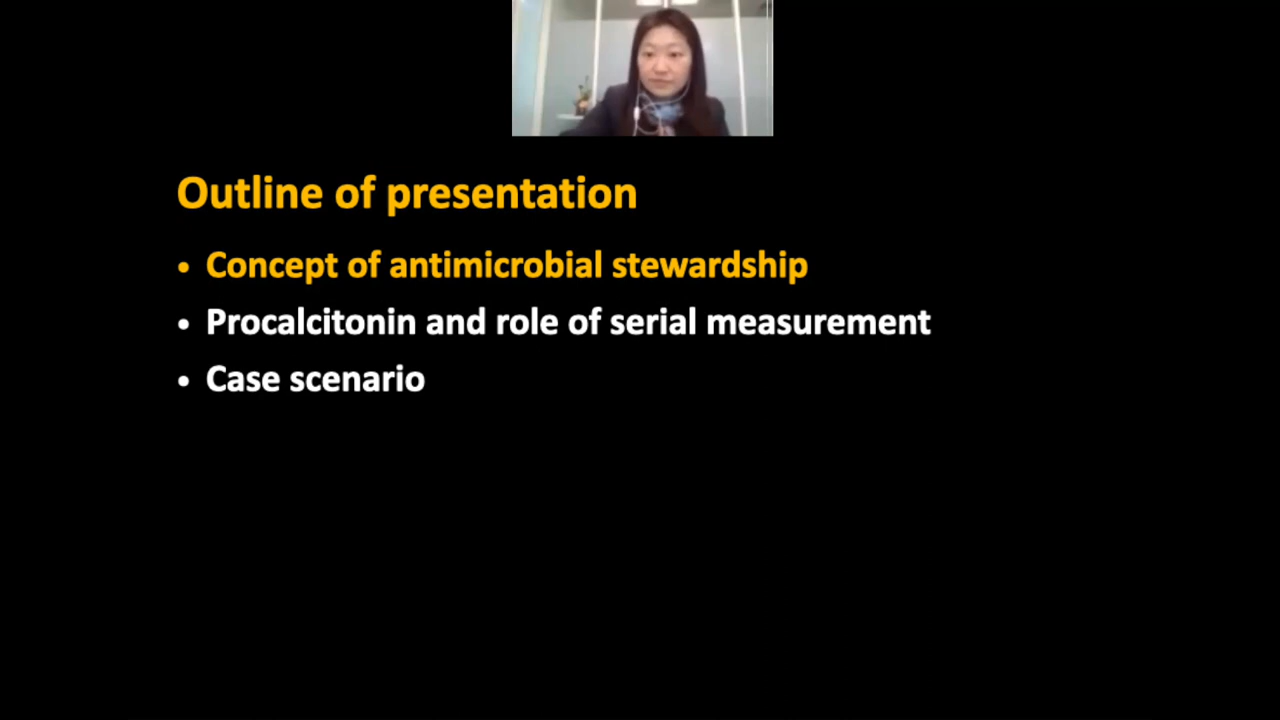 Outline of presentation
• Concept of antimicrobial stewardship
• Procalcitonin and role of serial measurement
• Case scenario